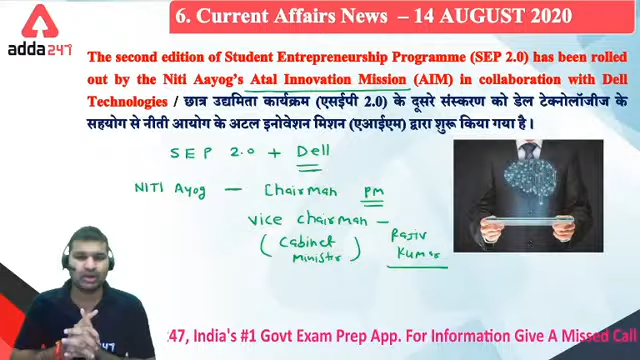 adda 247
6. Current Affairs News – 14 AUGUST 2020
The second edition of Student Entrepreneurship Programme (SEP 2.0) has been rolled
out by the Niti Aayog's Atal Innovation Mission (AIM) in collaboration with Dell
Technologies / छात्र उद्यमिता कार्यक्रम (एसईपी 2.0) के दूसरे संस्करण को डेल टेक्नोलॉजीज के
सहयोग से नीती आयोग के अटल इनोवेशन मिशन (एआईएम) द्वारा शुरू किया गया है।
SEP 2.0 + Dell
NITI Ayog — Chairman PM
Vice Chairman — Rajiv Kumar
(Cabinet Minister)
247
247, India's #1 Govt Exam Prep App. For Information Give A Missed Call